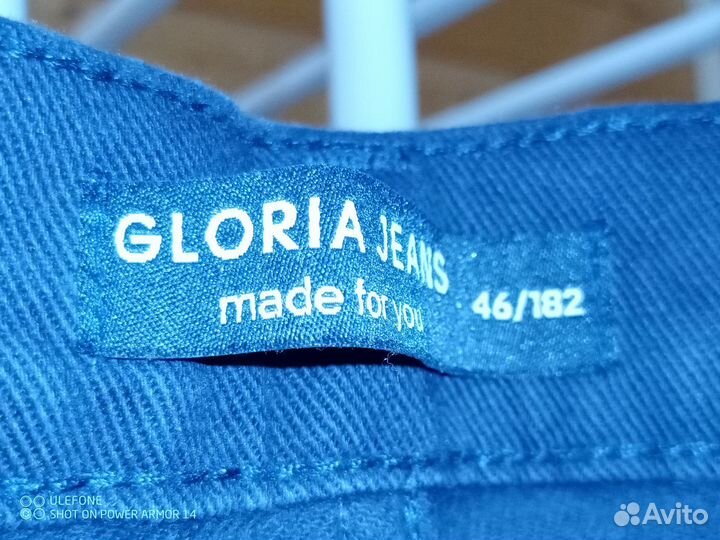 GLORIA JEANS
made for you
46/182
ULEFONE
SHOT ON POWER ARMOR 14
Avito